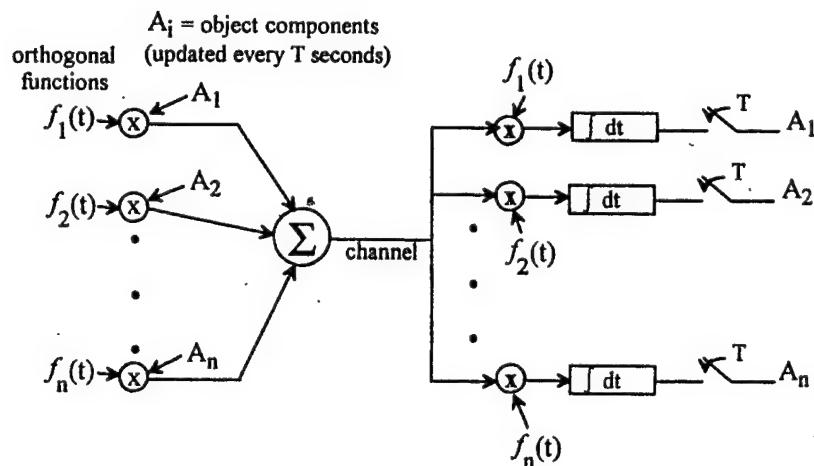 A_i = object components
(updated every T seconds)
orthogonal
functions
f_1(t)
x
A_1
f_2(t)
x
A_2
f_n(t)
x
A_n
Σ
channel
f_1(t)
x
∫ dt
T
A_1
x
∫ dt
T
A_2
f_2(t)
x
∫ dt
T
A_n
f_n(t)